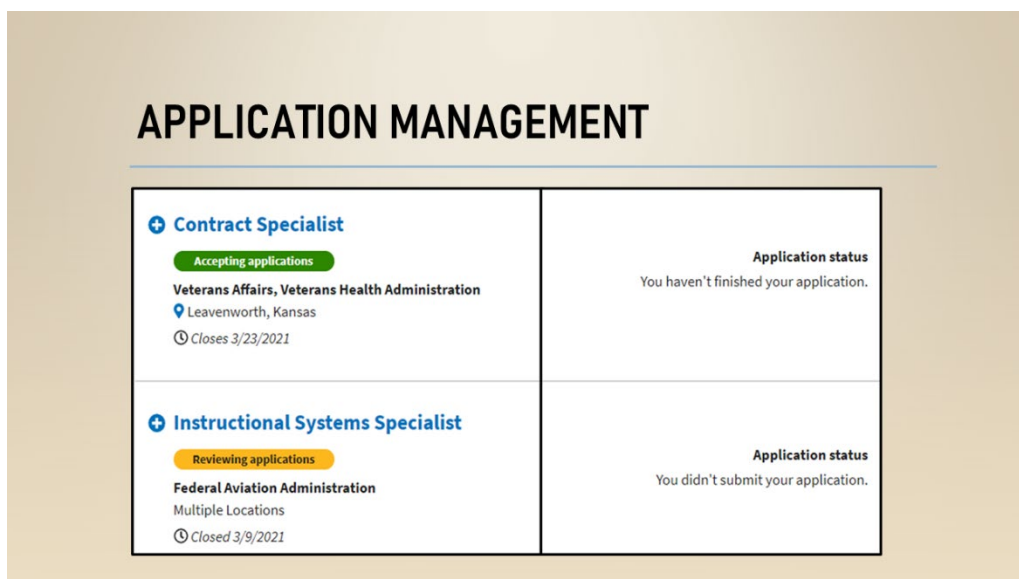 APPLICATION MANAGEMENT
Contract Specialist
Accepting applications
Veterans Affairs, Veterans Health Administration
Leavenworth, Kansas
Closes 3/23/2021
Application status
You haven't finished your application.
Instructional Systems Specialist
Reviewing applications
Federal Aviation Administration
Multiple Locations
Closed 3/9/2021
Application status
You didn't submit your application.